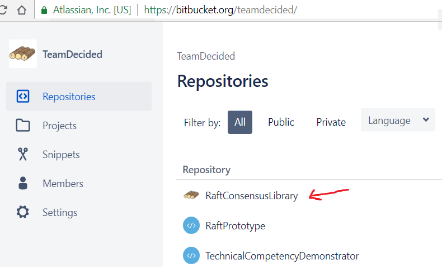 Atlassian, Inc. [US] | https://bitbucket.org/teamdecided/
TeamDecided
Repositories
Projects
Snippets
Members
Settings
TeamDecided
Repositories
Filter by: All Public Private Language
Repository
RaftConsensusLibrary
RaftPrototype
TechnicalCompetencyDemonstrator